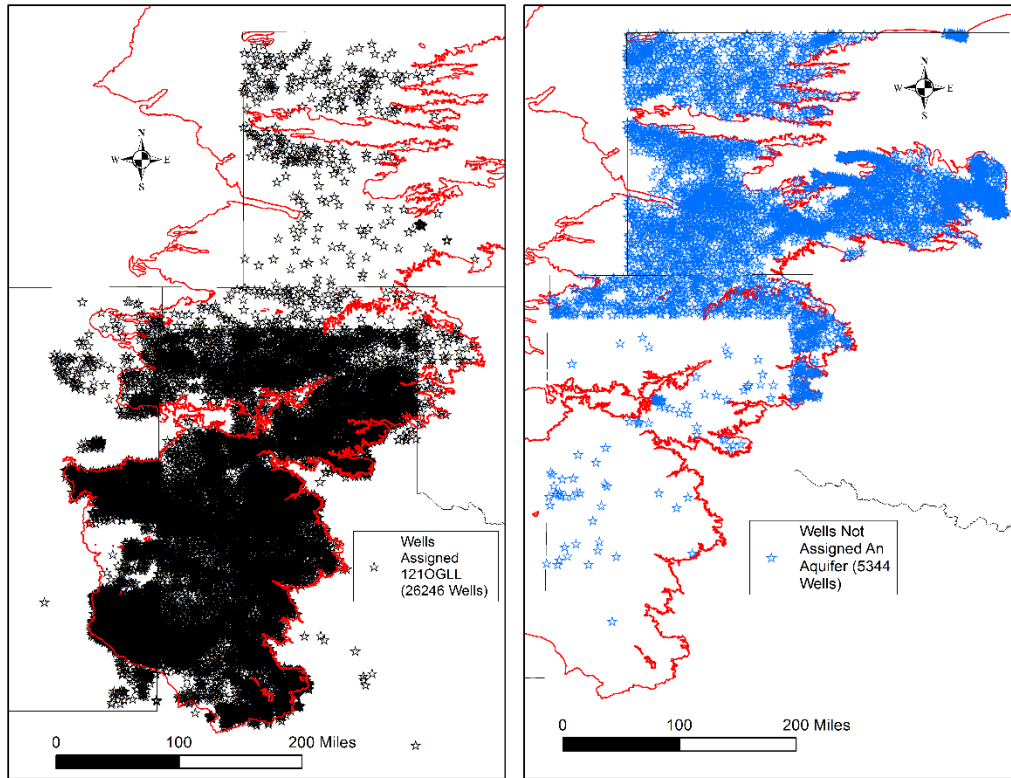 N
W E
S
Wells
Assigned
121OGLL
(26246 Wells)
0 100 200 Miles
N
W E
S
Wells Not
Assigned An
Aquifer (5344
Wells)
0 100 200 Miles